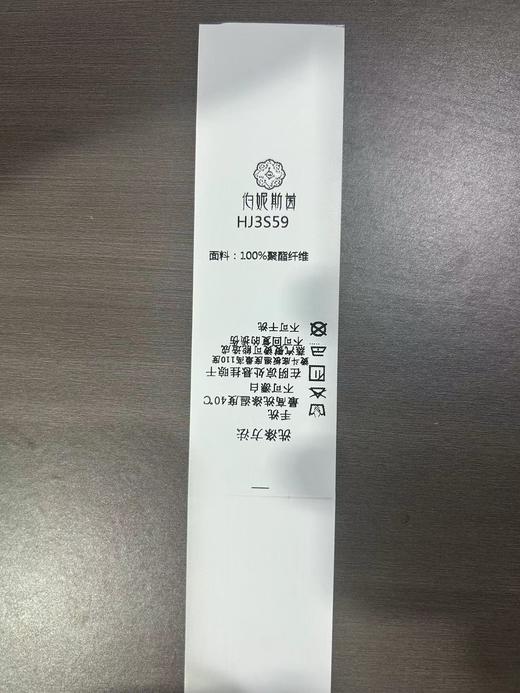 伯妮斯茵
HJ3S59
面料：100%聚酯纤维
洗涤方法
手洗
最高洗涤温度40℃
不可漂白
在阴凉处悬挂晾干
熨斗底板温度最高温度110度
蒸汽熨烫可能造成
不可回复的损伤
不可干洗